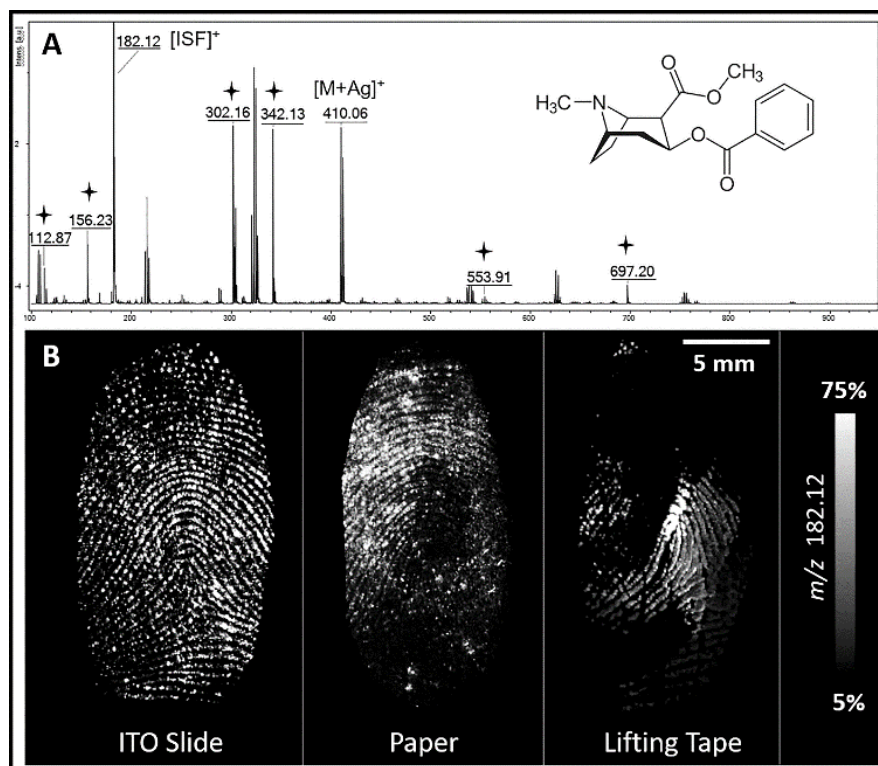 Intens. [a.u.]
A
182.12
[ISF]+
302.16
342.13
[M+Ag]+
410.06
112.87
156.23
553.91
697.20
2
-4
100
200
300
400
500
600
700
800
900
H₃C
N
O
O
CH₃
O
O
B
5 mm
75%
m/z 182.12
5%
ITO Slide
Paper
Lifting Tape